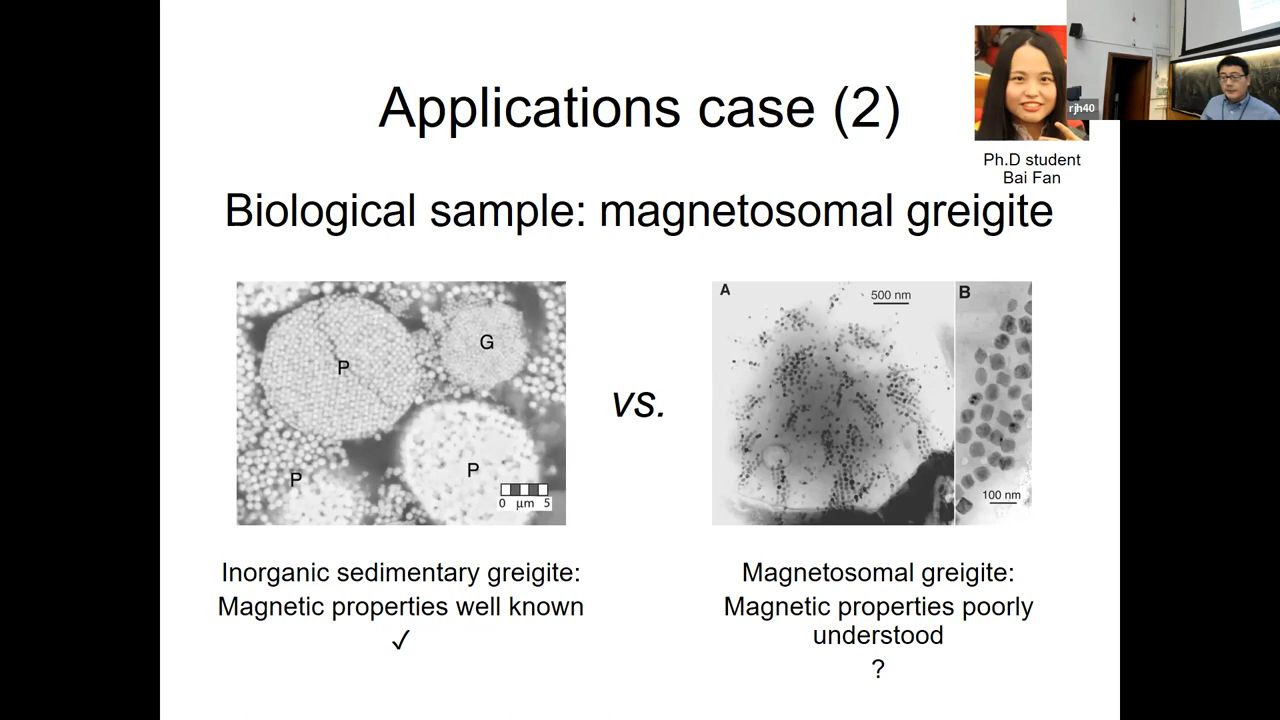 Applications case (2)
rjh40
Ph.D student
Bai Fan
Biological sample: magnetosomal greigite
P
G
P
P
0 µm 5
vs.
A
500 nm
B
100 nm
Inorganic sedimentary greigite:
Magnetic properties well known
✓
Magnetosomal greigite:
Magnetic properties poorly
understood
?